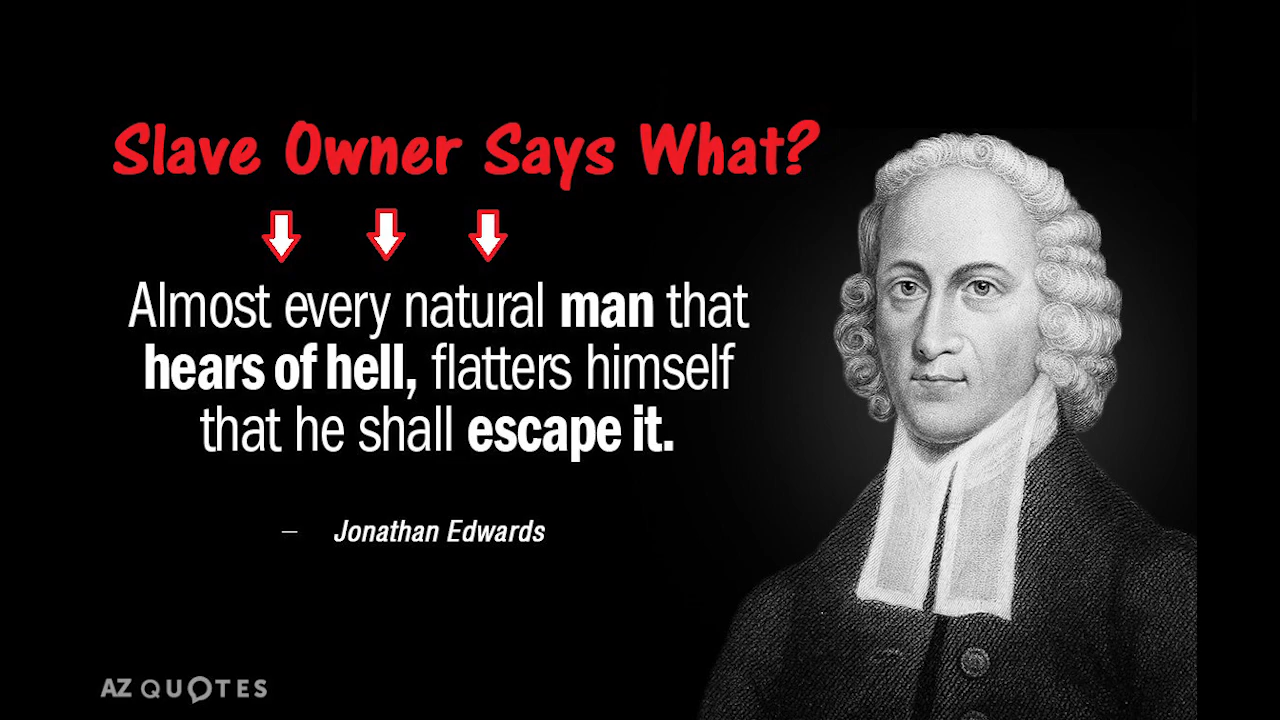 Slave Owner Says What?
Almost every natural man that
hears of hell, flatters himself
that he shall escape it.
– Jonathan Edwards
AZ QUOTES